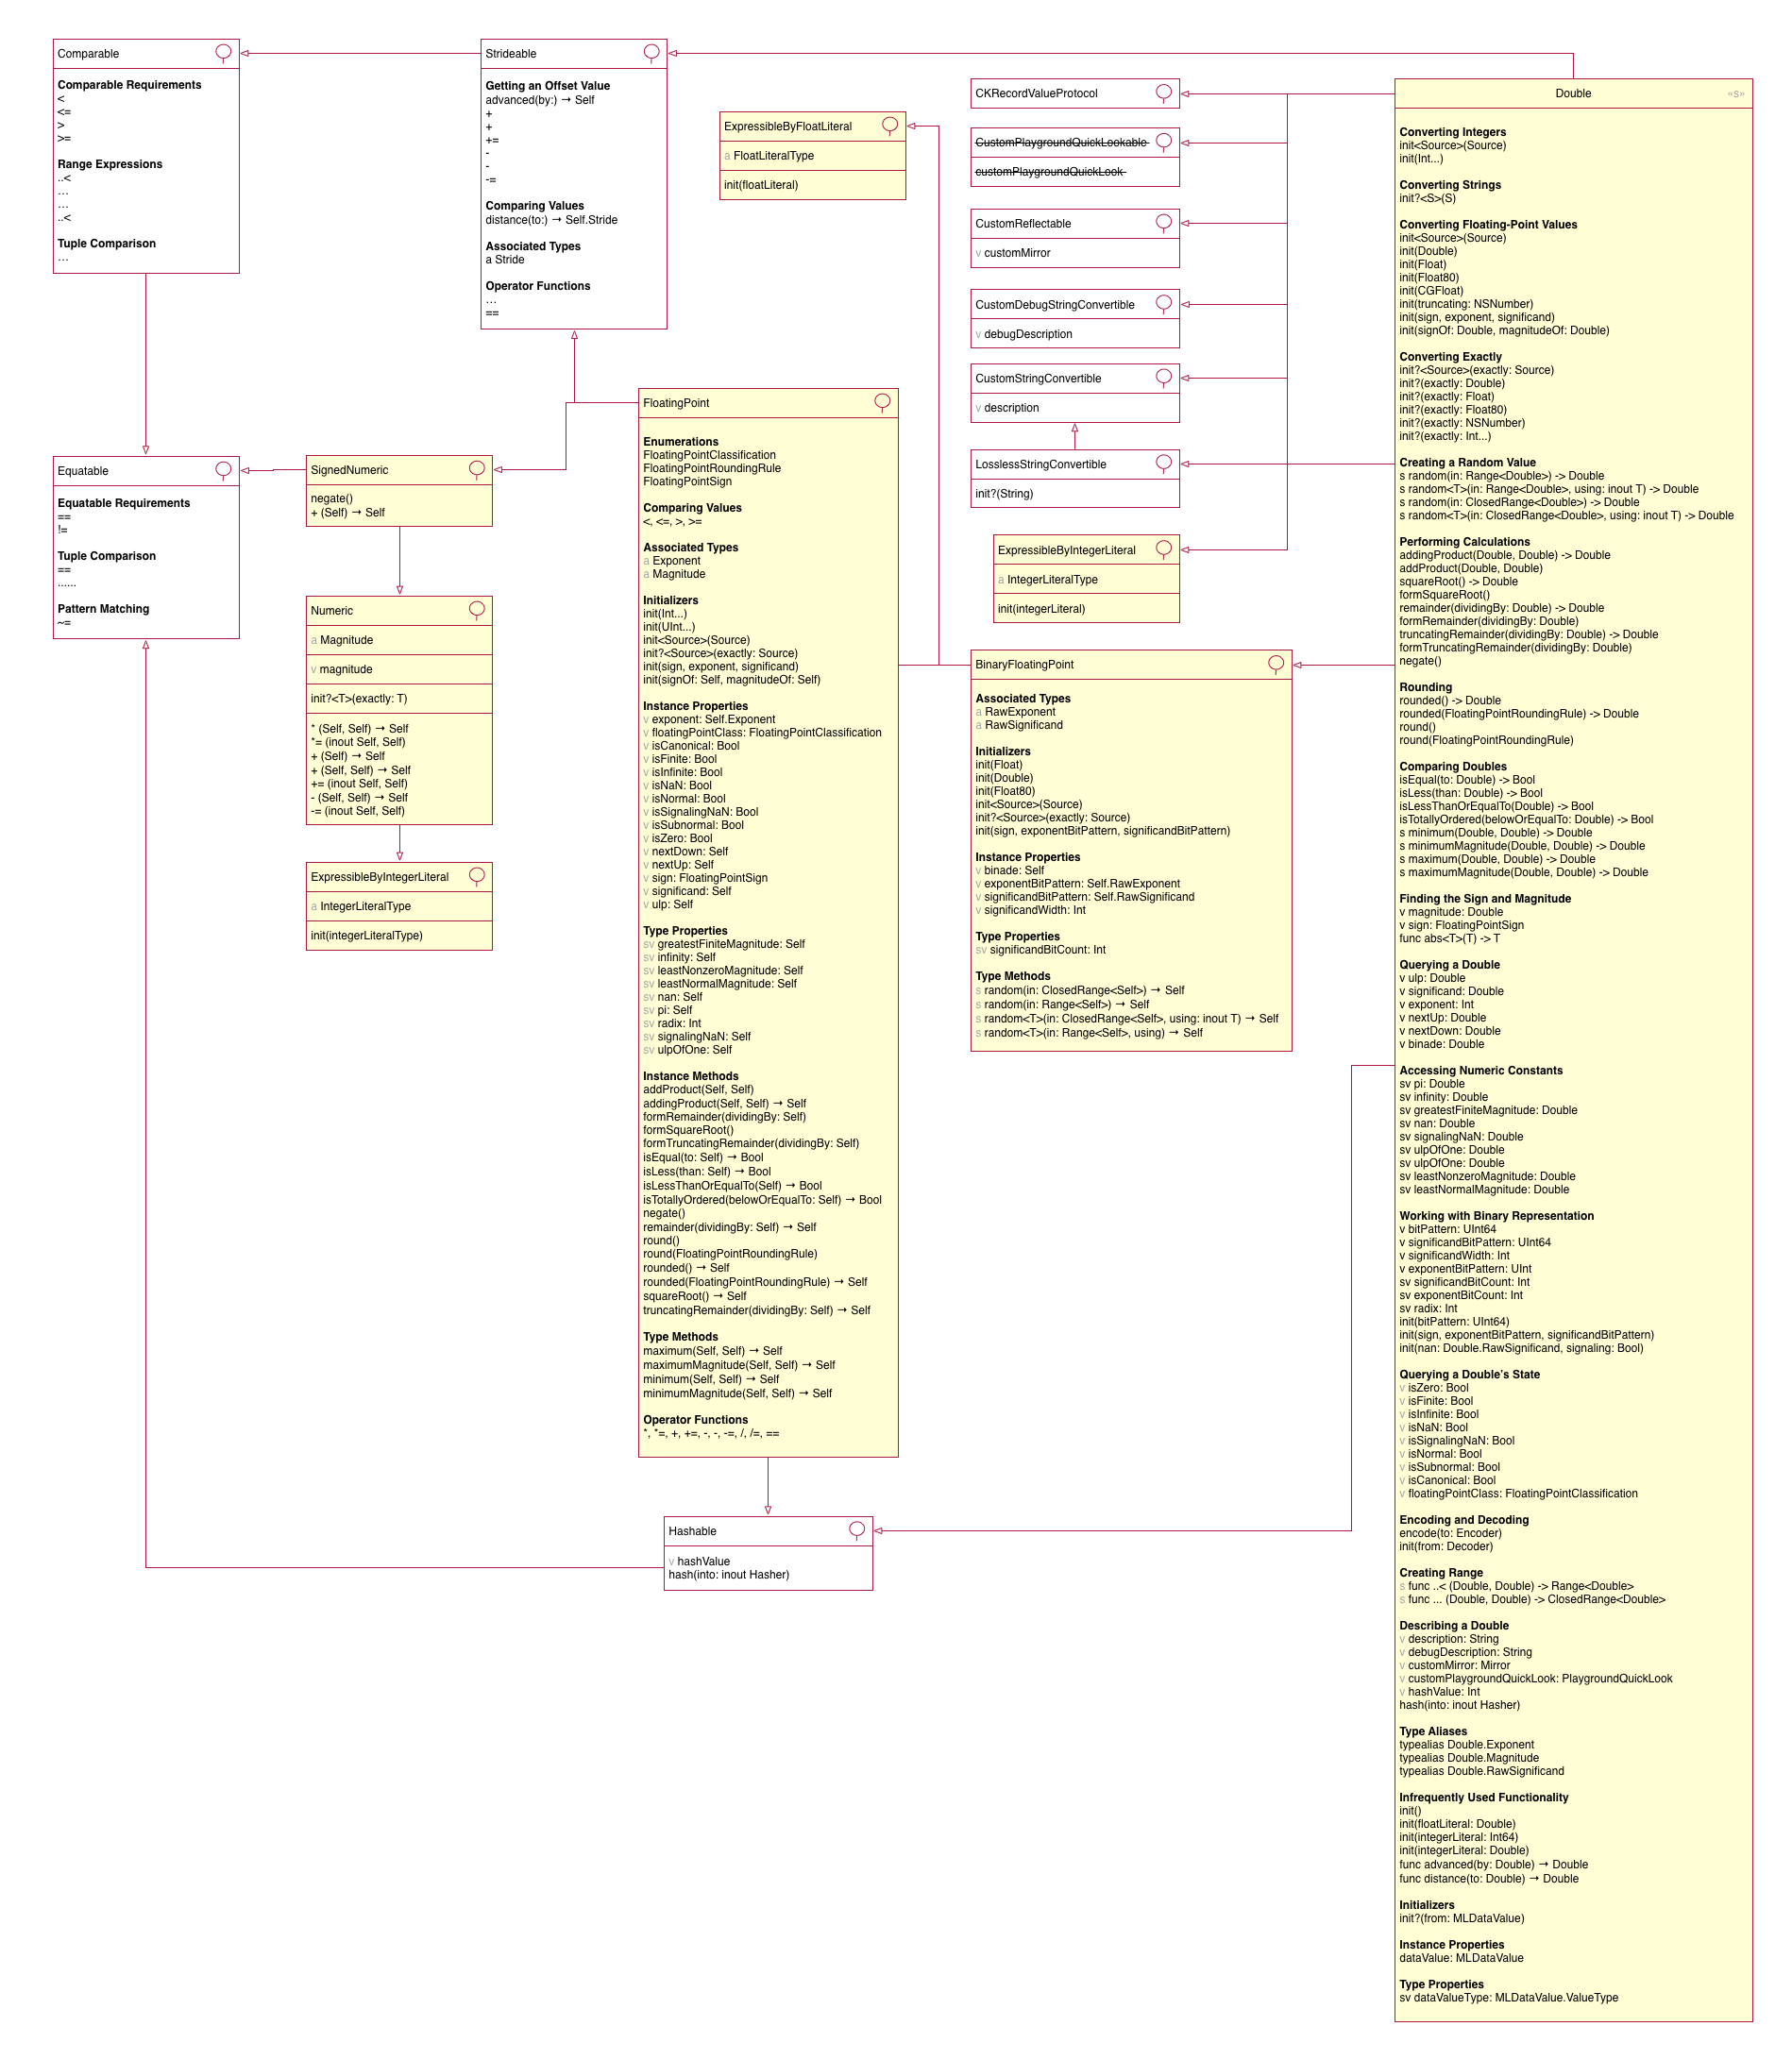 Comparable
Comparable Requirements
<
<=
>
>=
Range Expressions
..<
...
...
..<
Tuple Comparison
...
Strideable
Getting an Offset Value
advanced(by:) → Self
+
+
+=
-
-
-=
Comparing Values
distance(to:) → Self.Stride
Associated Types
a Stride
Operator Functions
...
==
ExpressibleByFloatLiteral
a FloatLiteralType
init(floatLiteral)
CKRecordValueProtocol
CustomPlaygroundQuickLookable
customPlaygroundQuickLook
CustomReflectable
v customMirror
CustomDebugStringConvertible
v debugDescription
CustomStringConvertible
v description
LosslessStringConvertible
init?(String)
ExpressibleByIntegerLiteral
a IntegerLiteralType
init(integerLiteral)
Equatable
Equatable Requirements
==
!=
Tuple Comparison
==
......
Pattern Matching
~=
SignedNumeric
negate()
+ (Self) → Self
Numeric
a Magnitude
v magnitude
init?<T>(exactly: T)
* (Self, Self) → Self
*= (inout Self, Self)
+ (Self) → Self
+ (Self, Self) → Self
+= (inout Self, Self)
- (Self, Self) → Self
-= (inout Self, Self)
ExpressibleByIntegerLiteral
a IntegerLiteralType
init(integerLiteralType)
FloatingPoint
Enumerations
FloatingPointClassification
FloatingPointRoundingRule
FloatingPointSign
Comparing Values
<, <=, >, >=
Associated Types
a Exponent
a Magnitude
Initializers
init(Int...)
init(UInt...)
init<Source>(Source)
init?<Source>(exactly: Source)
init(sign, exponent, significand)
init(signOf: Self, magnitudeOf: Self)
Instance Properties
v exponent: Self.Exponent
v floatingPointClass: FloatingPointClassification
v isCanonical: Bool
v isFinite: Bool
v isInfinite: Bool
v isNaN: Bool
v isNormal: Bool
v isSignalingNaN: Bool
v isSubnormal: Bool
v isZero: Bool
v nextDown: Self
v nextUp: Self
v sign: FloatingPointSign
v significand: Self
v ulp: Self
Type Properties
sv greatestFiniteMagnitude: Self
sv infinity: Self
sv leastNonzeroMagnitude: Self
sv leastNormalMagnitude: Self
sv nan: Self
sv pi: Self
sv radix: Int
sv signalingNaN: Self
sv ulpOfOne: Self
Instance Methods
addProduct(Self, Self)
addingProduct(Self, Self) → Self
formRemainder(dividingBy: Self)
formSquareRoot()
formTruncatingRemainder(dividingBy: Self)
isEqual(to: Self) → Bool
isLess(than: Self) → Bool
isLessThanOrEqualTo(Self) → Bool
isTotallyOrdered(belowOrEqualTo: Self) → Bool
negate()
remainder(dividingBy: Self) → Self
round()
round(FloatingPointRoundingRule)
rounded() → Self
rounded(FloatingPointRoundingRule) → Self
squareRoot() → Self
truncatingRemainder(dividingBy: Self) → Self
Type Methods
maximum(Self, Self) → Self
maximumMagnitude(Self, Self) → Self
minimum(Self, Self) → Self
minimumMagnitude(Self, Self) → Self
Operator Functions
*, *=, +, +=, -, -, -=, /, /=, ==
BinaryFloatingPoint
Associated Types
a RawExponent
a RawSignificand
Initializers
init(Float)
init(Double)
init(Float80)
init<Source>(Source)
init?<Source>(exactly: Source)
init(sign, exponentBitPattern, significandBitPattern)
Instance Properties
v binade: Self
v exponentBitPattern: Self.RawExponent
v significandBitPattern: Self.RawSignificand
v significandWidth: Int
Type Properties
sv significandBitCount: Int
Type Methods
s random(in: ClosedRange<Self>) → Self
s random(in: Range<Self>) → Self
s random<T>(in: ClosedRange<Self>, using: inout T) → Self
s random<T>(in: Range<Self>, using) → Self
Hashable
v hashValue
hash(into: inout Hasher)
Double «s»
Converting Integers
init<Source>(Source)
init(Int...)
Converting Strings
init?<S>(S)
Converting Floating-Point Values
init<Source>(Source)
init(Double)
init(Float)
init(Float80)
init(CGFloat)
init(truncating: NSNumber)
init(sign, exponent, significand)
init(signOf: Double, magnitudeOf: Double)
Converting Exactly
init?<Source>(exactly: Source)
init?(exactly: Double)
init?(exactly: Float)
init?(exactly: Float80)
init?(exactly: NSNumber)
init?(exactly: Int...)
Creating a Random Value
s random(in: Range<Double>) -> Double
s random<T>(in: Range<Double>, using: inout T) -> Double
s random(in: ClosedRange<Double>) -> Double
s random<T>(in: ClosedRange<Double>, using: inout T) -> Double
Performing Calculations
addingProduct(Double, Double) -> Double
addProduct(Double, Double)
squareRoot() -> Double
formSquareRoot()
remainder(dividingBy: Double) -> Double
formRemainder(dividingBy: Double)
truncatingRemainder(dividingBy: Double) -> Double
formTruncatingRemainder(dividingBy: Double)
negate()
Rounding
rounded() -> Double
rounded(FloatingPointRoundingRule) -> Double
round()
round(FloatingPointRoundingRule)
Comparing Doubles
isEqual(to: Double) -> Bool
isLess(than: Double) -> Bool
isLessThanOrEqualTo(Double) -> Bool
isTotallyOrdered(belowOrEqualTo: Double) -> Bool
s minimum(Double, Double) -> Double
s minimumMagnitude(Double, Double) -> Double
s maximum(Double, Double) -> Double
s maximumMagnitude(Double, Double) -> Double
Finding the Sign and Magnitude
v magnitude: Double
v sign: FloatingPointSign
func abs<T>(T) -> T
Querying a Double
v ulp: Double
v significand: Double
v exponent: Int
v nextUp: Double
v nextDown: Double
v binade: Double
Accessing Numeric Constants
sv pi: Double
sv infinity: Double
sv greatestFiniteMagnitude: Double
sv nan: Double
sv signalingNaN: Double
sv ulpOfOne: Double
sv ulpOfOne: Double
sv leastNonzeroMagnitude: Double
sv leastNormalMagnitude: Double
Working with Binary Representation
v bitPattern: UInt64
v significandBitPattern: UInt64
v significandWidth: Int
v exponentBitPattern: UInt
sv significandBitCount: Int
sv exponentBitCount: Int
sv radix: Int
init(bitPattern: UInt64)
init(sign, exponentBitPattern, significandBitPattern)
init(nan: Double.RawSignificand, signaling: Bool)
Querying a Double's State
v isZero: Bool
v isFinite: Bool
v isInfinite: Bool
v isNaN: Bool
v isSignalingNaN: Bool
v isNormal: Bool
v isSubnormal: Bool
v isCanonical: Bool
v floatingPointClass: FloatingPointClassification
Encoding and Decoding
encode(to: Encoder)
init(from: Decoder)
Creating Range
s func ..< (Double, Double) -> Range<Double>
s func ... (Double, Double) -> ClosedRange<Double>
Describing a Double
v description: String
v debugDescription: String
v customMirror: Mirror
v customPlaygroundQuickLook: PlaygroundQuickLook
v hashValue: Int
hash(into: inout Hasher)
Type Aliases
typealias Double.Exponent
typealias Double.Magnitude
typealias Double.RawSignificand
Infrequently Used Functionality
init()
init(floatLiteral: Double)
init(integerLiteral: Int64)
init(integerLiteral: Double)
func advanced(by: Double) → Double
func distance(to: Double) → Double
Initializers
init?(from: MLDataValue)
Instance Properties
dataValue: MLDataValue
Type Properties
sv dataValueType: MLDataValue.ValueType